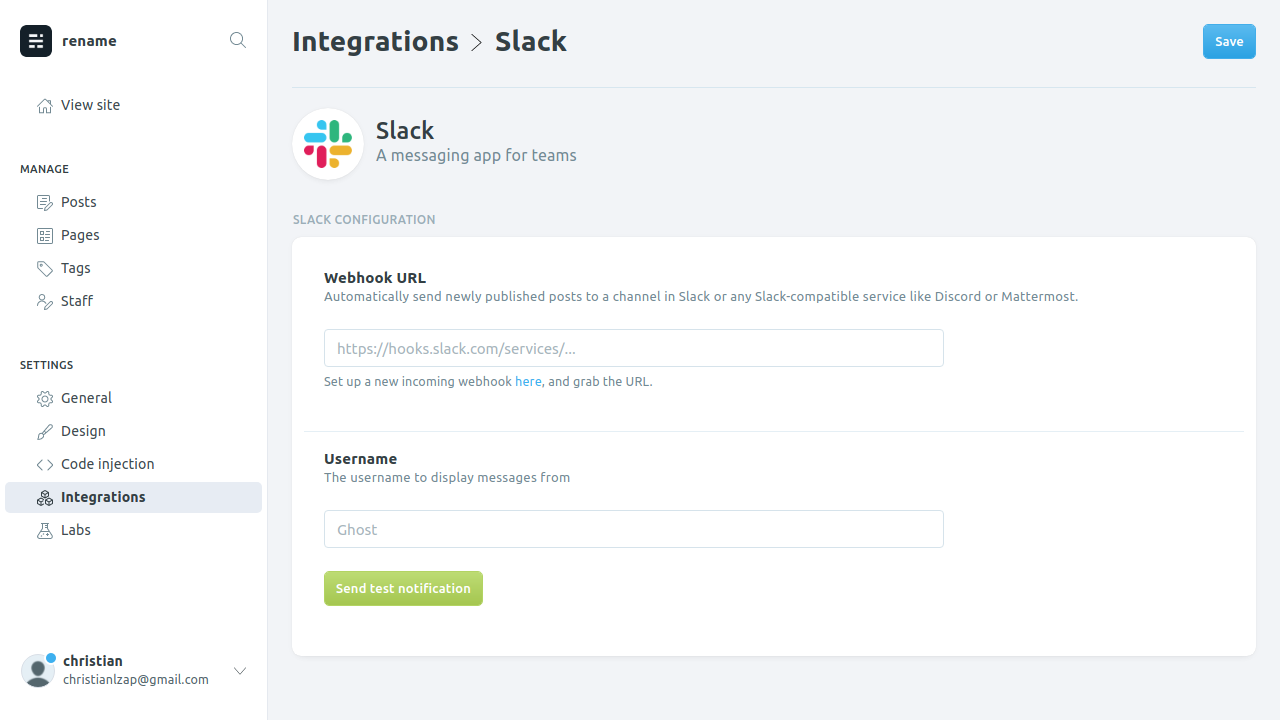 rename
View site
MANAGE
Posts
Pages
Tags
Staff
SETTINGS
General
Design
Code injection
Integrations
Labs
christian
christianlzap@gmail.com
Integrations > Slack
Save
Slack
A messaging app for teams
SLACK CONFIGURATION
Webhook URL
Automatically send newly published posts to a channel in Slack or any Slack-compatible service like Discord or Mattermost.
https://hooks.slack.com/services/...
Set up a new incoming webhook here, and grab the URL.
Username
The username to display messages from
Ghost
Send test notification